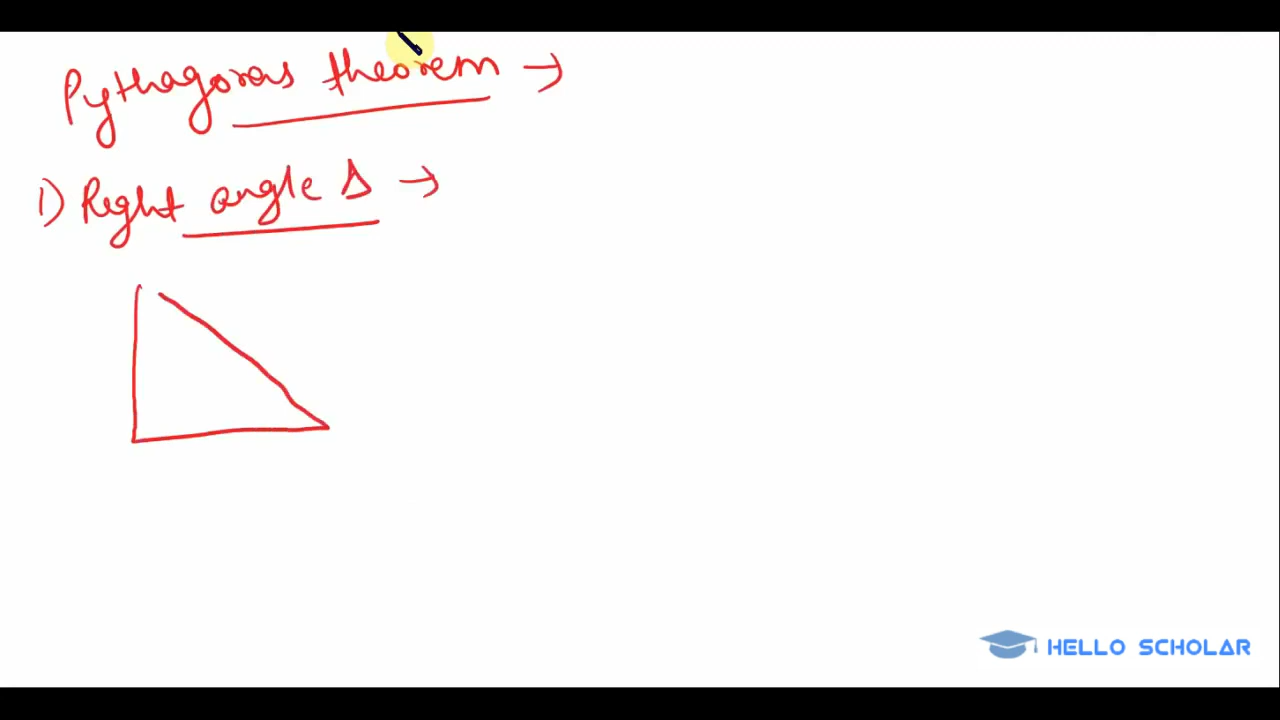 Pythagoras theorem →
1) Right angle Δ →
HELLO SCHOLAR